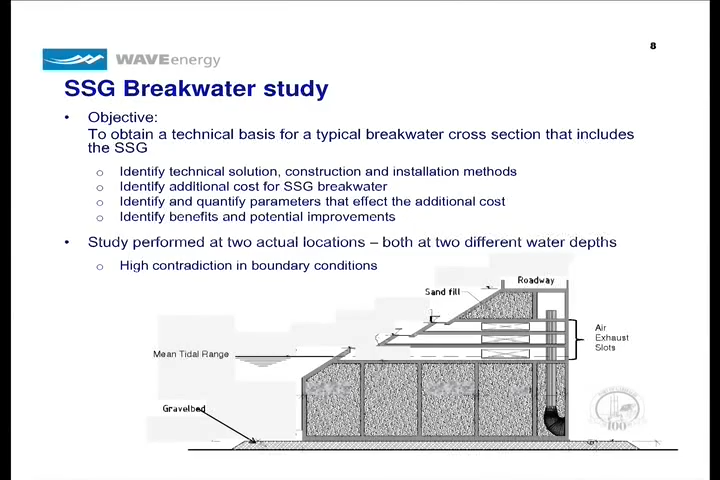 8
WAVEenergy
SSG Breakwater study
• Objective:
To obtain a technical basis for a typical breakwater cross section that includes
the SSG
o Identify technical solution, construction and installation methods
o Identify additional cost for SSG breakwater
o Identify and quantify parameters that effect the additional cost
o Identify benefits and potential improvements
• Study performed at two actual locations – both at two different water depths
o High contradiction in boundary conditions
Roadway
Sand fill
Air
Exhaust
Slots
Mean Tidal Range
Gravelbed
100